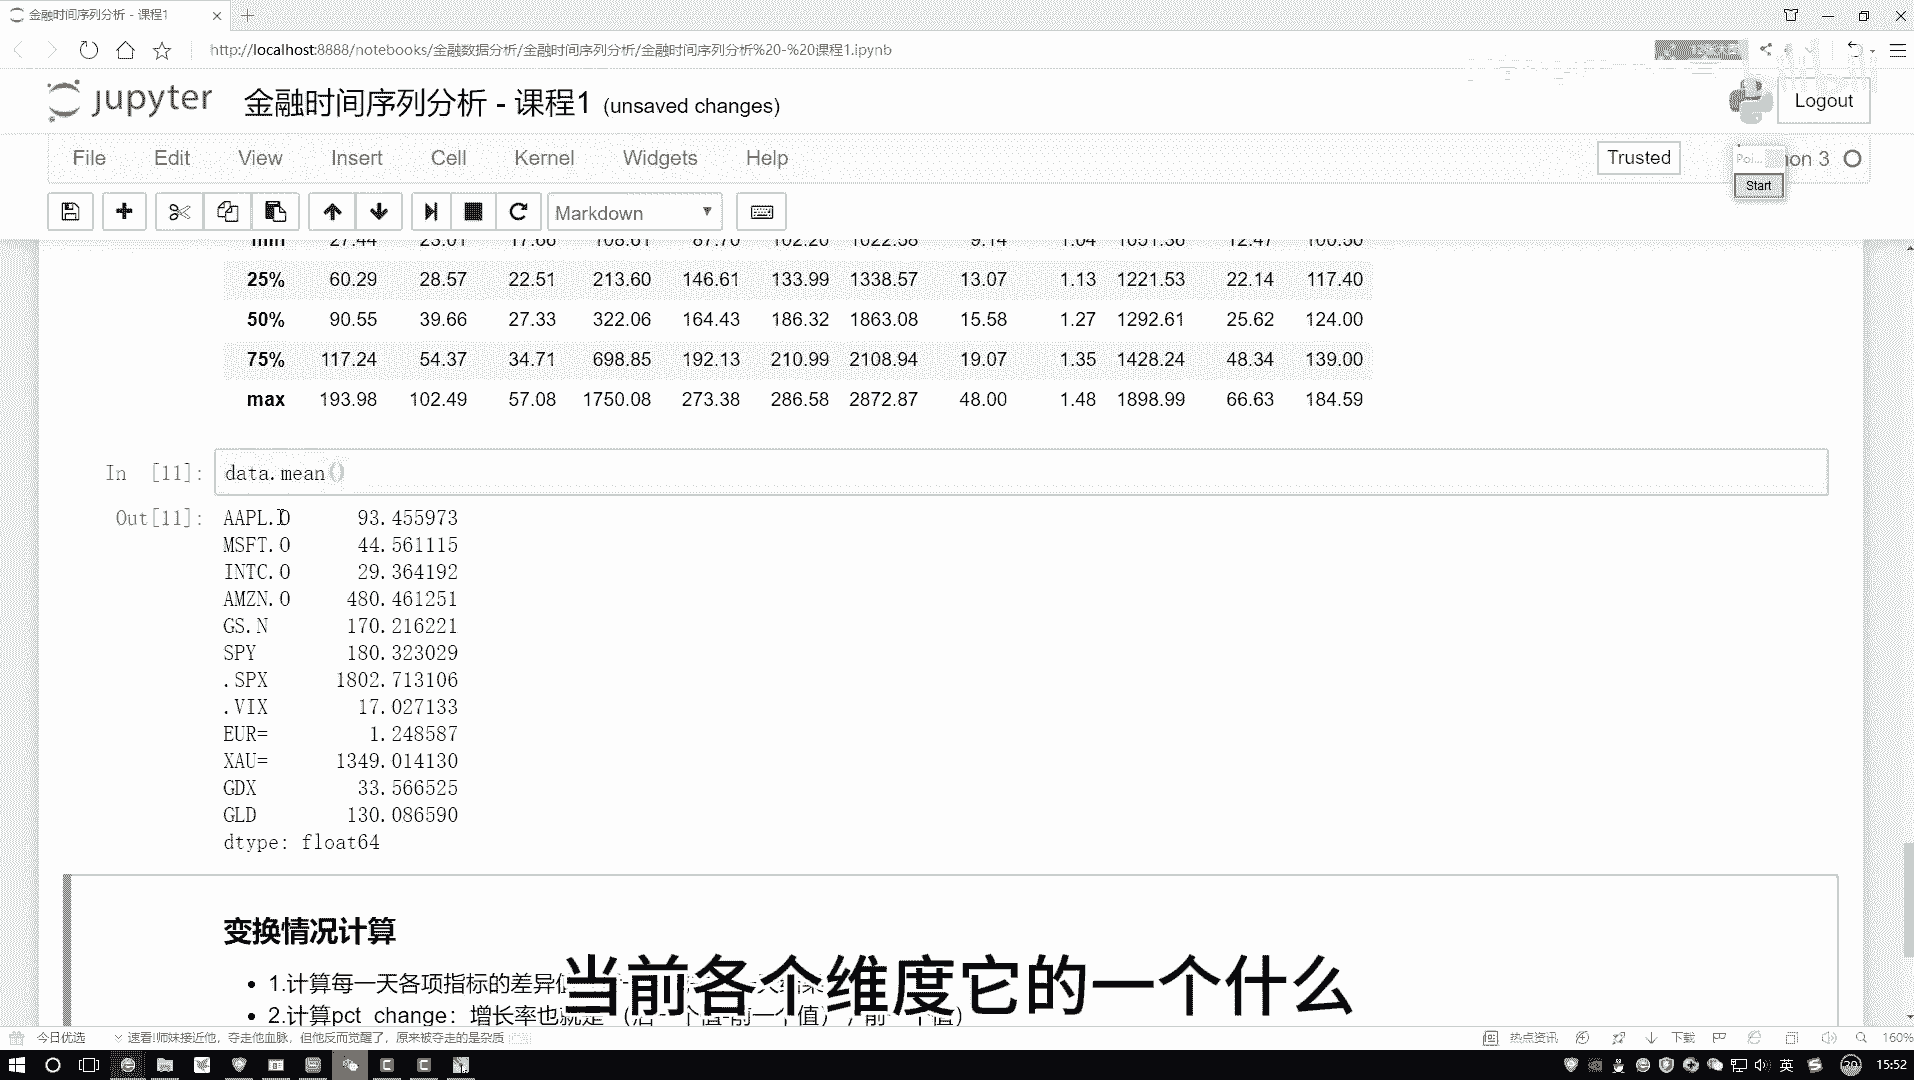 金融时间序列分析 - 课程1
http://localhost:8888/notebooks/金融数据分析/金融时间序列分析/金融时间序列分析%20-%20课程1.ipynb
jupyter 金融时间序列分析 - 课程1 (unsaved changes)
Logout
File Edit View Insert Cell Kernel Widgets Help
Trusted
Poi... on 3
Start
Markdown
min 27.44 23.01 17.66 108.61 87.70 102.20 1022.58 9.14 1.04 1051.36 12.47 100.50
25% 60.29 28.57 22.51 213.60 146.61 133.99 1338.57 13.07 1.13 1221.53 22.14 117.40
50% 90.55 39.66 27.33 322.06 164.43 186.32 1863.08 15.58 1.27 1292.61 25.62 124.00
75% 117.24 54.37 34.71 698.85 192.13 210.99 2108.94 19.07 1.35 1428.24 48.34 139.00
max 193.98 102.49 57.08 1750.08 273.38 286.58 2872.87 48.00 1.48 1898.99 66.63 184.59
In [11]: data.mean()
Out[11]: AAPL.O 93.455973
MSFT.O 44.561115
INTC.O 29.364192
AMZN.O 480.461251
GS.N 170.216221
SPY 180.323029
.SPX 1802.713106
.VIX 17.027133
EUR= 1.248587
XAU= 1349.014130
GDX 33.566525
GLD 130.086590
dtype: float64
变换情况计算
1.计算每一天各项指标的差异值
2.计算pct_change：增长率也就是
当前各个维度它的一个什么
今日优选 速看!师妹接近他，夺走他血脉，但他反而觉醒了，原来被夺走的是杂质
热点资讯 下载 160%
英 20 15:52